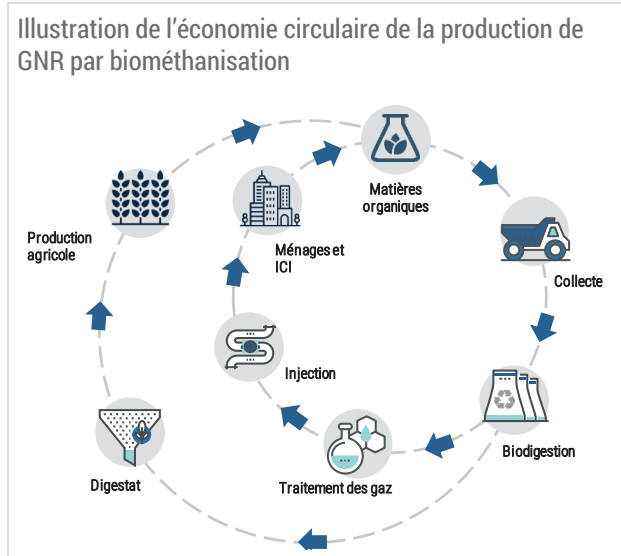 Illustration de l’économie circulaire de la production de
GNR par biométhanisation
Matières
organiques
Production
agricole
Ménages et
ICI
Collecte
Injection
Biodigestion
Digestat
Traitement des gaz